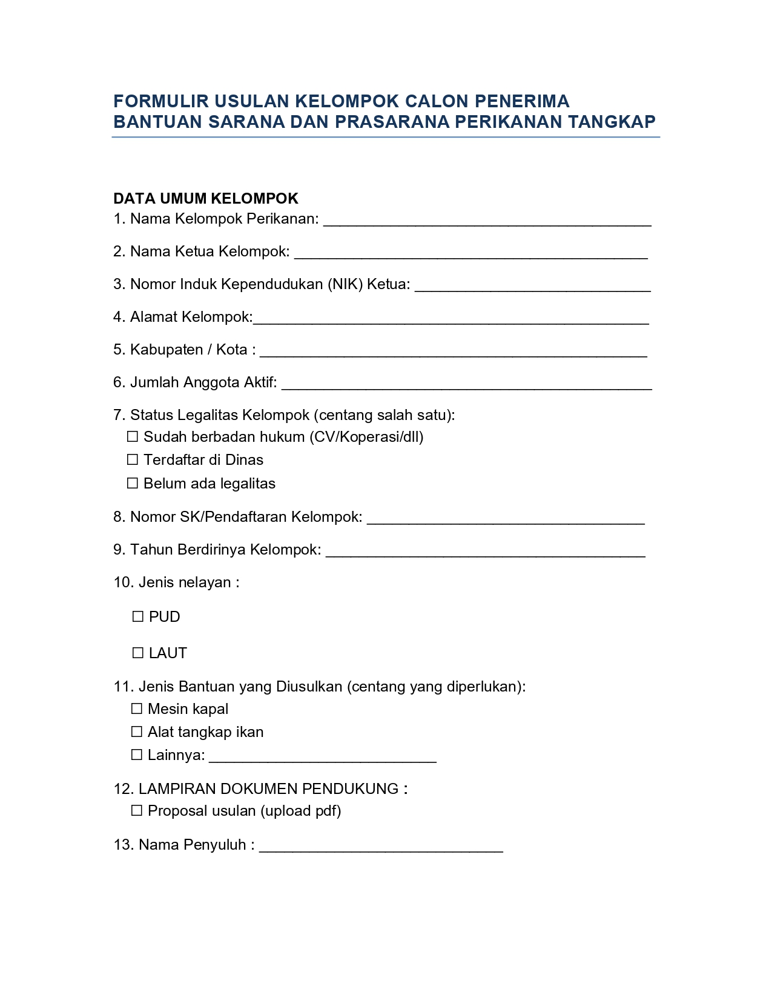 FORMULIR USULAN KELOMPOK CALON PENERIMA
BANTUAN SARANA DAN PRASARANA PERIKANAN TANGKAP
DATA UMUM KELOMPOK
1. Nama Kelompok Perikanan: _______________________________________
2. Nama Ketua Kelompok: __________________________________________
3. Nomor Induk Kependudukan (NIK) Ketua: ____________________________
4. Alamat Kelompok:_______________________________________________
5. Kabupaten / Kota : ______________________________________________
6. Jumlah Anggota Aktif: ____________________________________________
7. Status Legalitas Kelompok (centang salah satu):
☐ Sudah berbadan hukum (CV/Koperasi/dll)
☐ Terdaftar di Dinas
☐ Belum ada legalitas
8. Nomor SK/Pendaftaran Kelompok: _________________________________
9. Tahun Berdirinya Kelompok: ______________________________________
10. Jenis nelayan :
☐ PUD
☐ LAUT
11. Jenis Bantuan yang Diusulkan (centang yang diperlukan):
☐ Mesin kapal
☐ Alat tangkap ikan
☐ Lainnya: ___________________________
12. LAMPIRAN DOKUMEN PENDUKUNG :
☐ Proposal usulan (upload pdf)
13. Nama Penyuluh : _____________________________